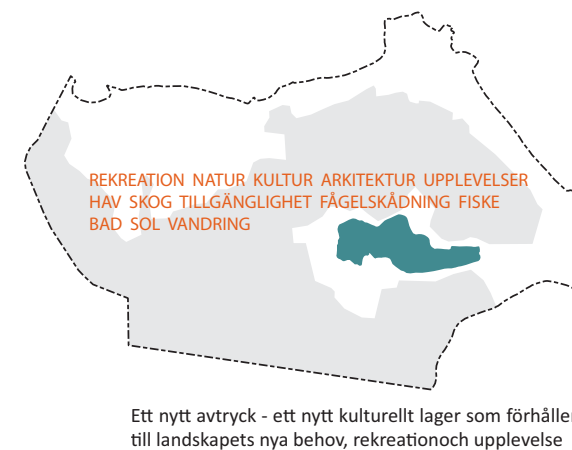 REKREATION NATUR KULTUR ARKITEKTUR UPPLEVELSER
HAV SKOG TILLGÄNGLIGHET FÅGELSKÅDNING FISKE
BAD SOL VANDRING
Ett nytt avtryck - ett nytt kulturellt lager som förhåller
till landskapets nya behov, rekreationoch upplevelse